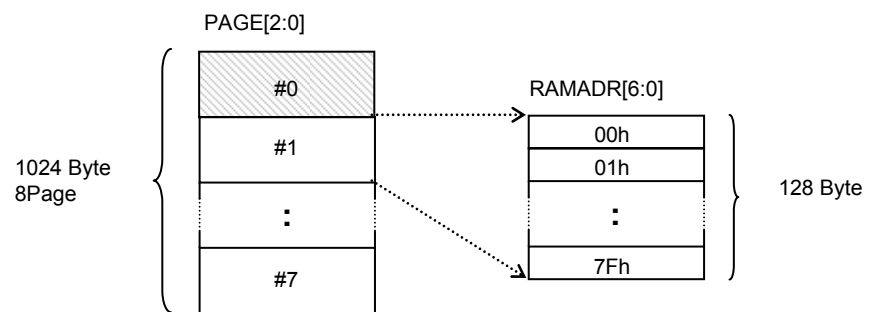 PAGE[2:0]
#0
#1
:
#7
1024 Byte
8Page
RAMADR[6:0]
00h
01h
:
7Fh
128 Byte